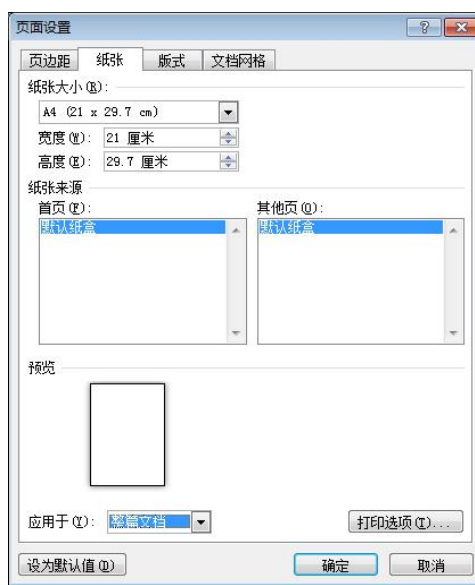 页面设置
页边距 纸张 版式 文档网格
纸张大小(R):
A4 (21 x 29.7 cm)
宽度(W): 21 厘米
高度(E): 29.7 厘米
纸张来源
首页(F): 其他页(O):
默认纸盒 默认纸盒
预览
应用于(Y): 整篇文档 打印选项(T)...
设为默认值(D) 确定 取消